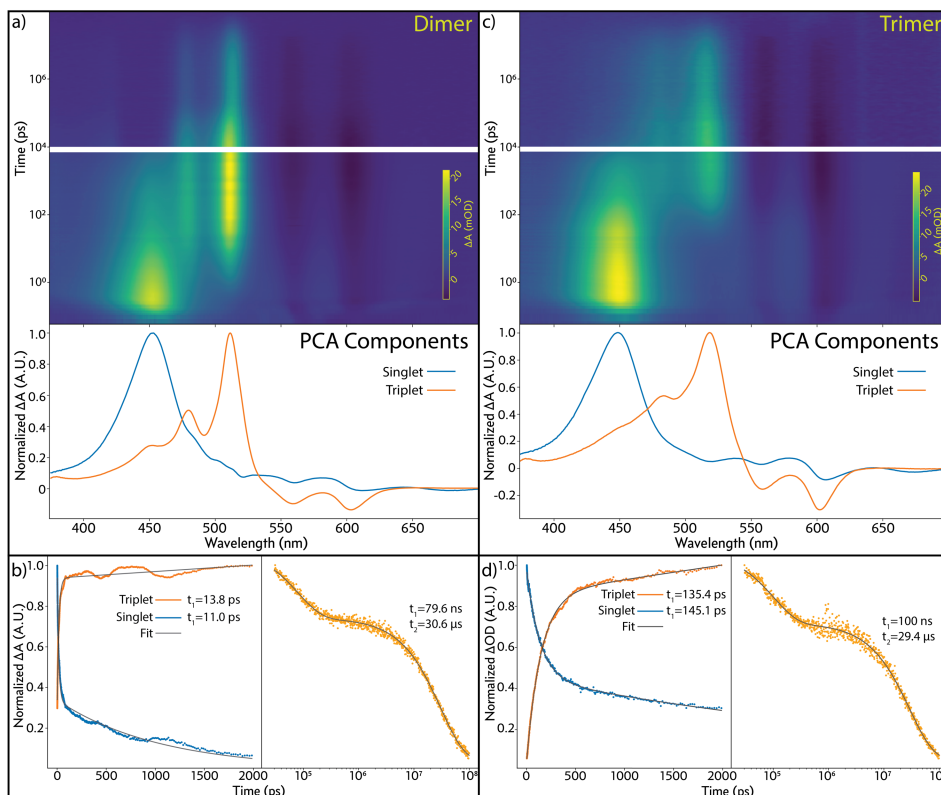 a)
Dimer
Time (ps)
10⁶
10⁴
10²
10⁰
20
15
10
5
0
ΔA (mOD)
PCA Components
Singlet
Triplet
Normalized ΔA (A.U.)
1.0
0.8
0.6
0.4
0.2
0
400 450 500 550 600 650
Wavelength (nm)
c)
Trimer
Time (ps)
10⁶
10⁴
10²
10⁰
20
15
10
5
0
ΔA (mOD)
PCA Components
Singlet
Triplet
Normalized ΔA (A.U.)
1.0
0.8
0.6
0.4
0.2
0
-0.2
400 450 500 550 600 650
Wavelength (nm)
b)
Normalized ΔA (A.U.)
1.0
0.8
0.6
0.4
0.2
Triplet t₁=13.8 ps
Singlet t₁=11.0 ps
Fit
t₁=79.6 ns
t₂=30.6 μs
0 500 1000 1500 2000 10⁵ 10⁶ 10⁷ 10⁸
Time (ps)
d)
Normalized ΔOD (A.U.)
1.0
0.8
0.6
0.4
0.2
Triplet t₁=135.4 ps
Singlet t₁=145.1 ps
Fit
t₁=100 ns
t₂=29.4 μs
0 500 1000 1500 2000 10⁵ 10⁶ 10⁷
Time (ps)